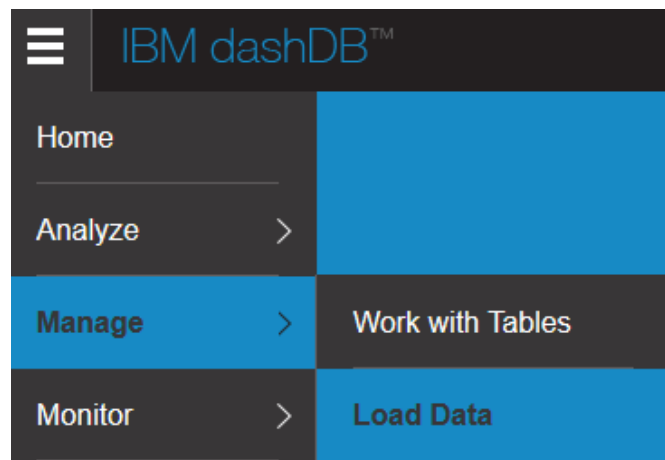 IBM dashDB™
Home
Analyze
Manage
Work with Tables
Monitor
Load Data